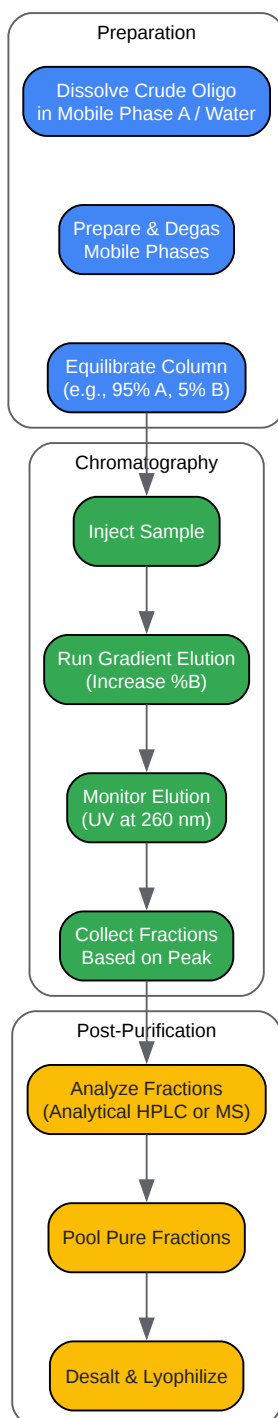 Preparation
Dissolve Crude Oligo
in Mobile Phase A / Water
Prepare & Degas
Mobile Phases
Equilibrate Column
(e.g., 95% A, 5% B)
Chromatography
Inject Sample
Run Gradient Elution
(Increase %B)
Monitor Elution
(UV at 260 nm)
Collect Fractions
Based on Peak
Post-Purification
Analyze Fractions
(Analytical HPLC or MS)
Pool Pure Fractions
Desalt & Lyophilize